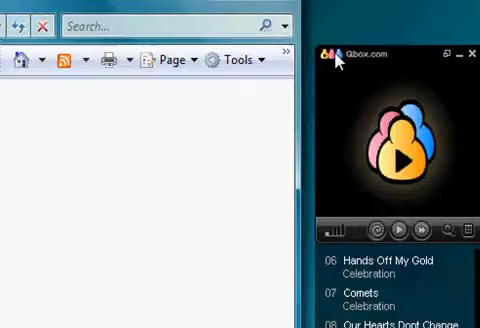 Search...
Page
Tools
Qbox.com
06 Hands Off My Gold
Celebration
07 Comets
Celebration
08 Our Hearts Dont Change